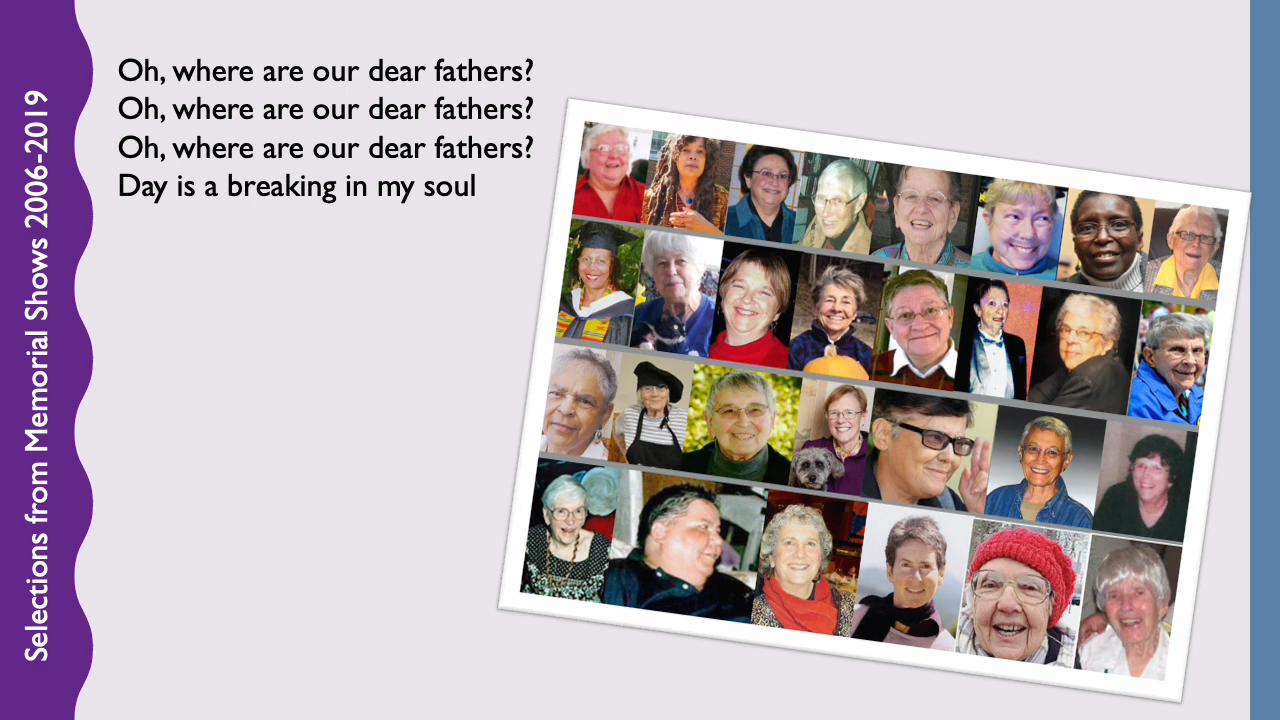 Selections from Memorial Shows 2006-2019
Oh, where are our dear fathers?
Oh, where are our dear fathers?
Oh, where are our dear fathers?
Day is a breaking in my soul